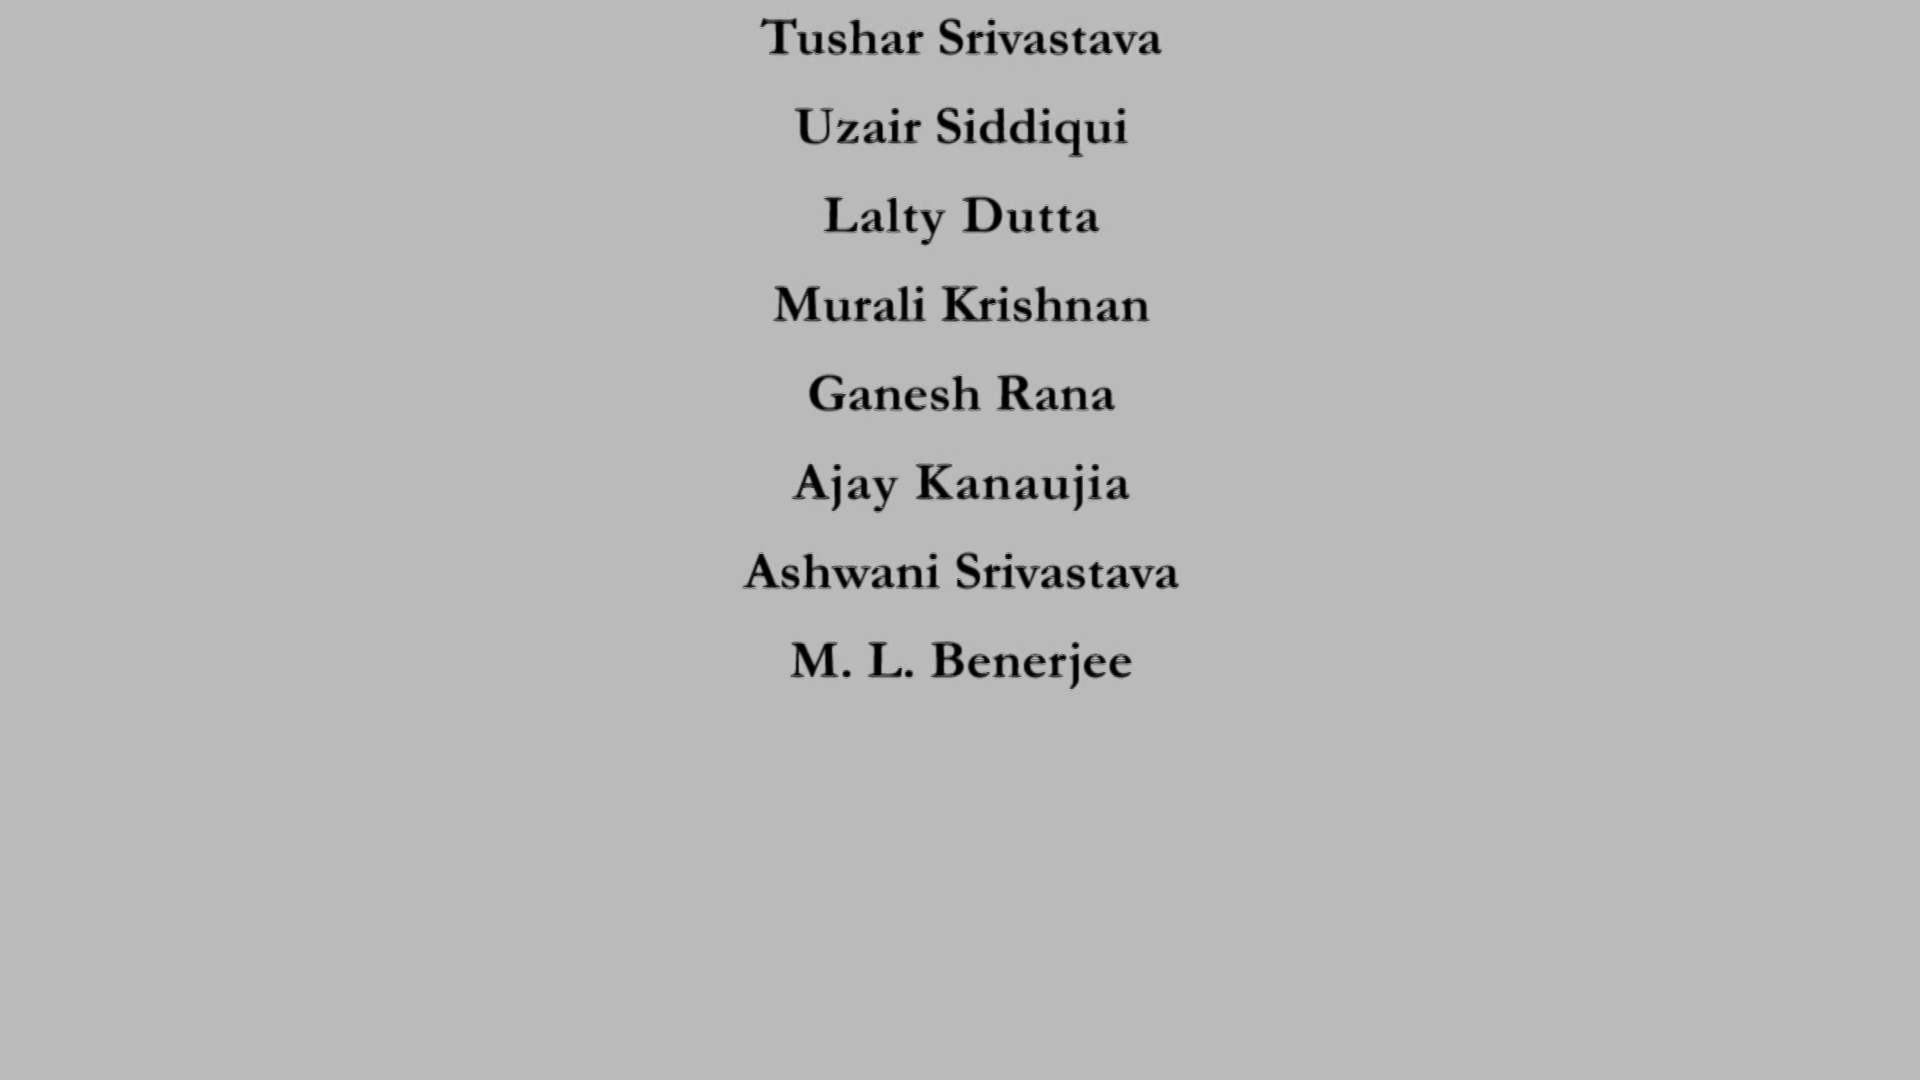 Tushar Srivastava
Uzair Siddiqui
Lalty Dutta
Murali Krishnan
Ganesh Rana
Ajay Kanaujia
Ashwani Srivastava
M. L. Benerjee